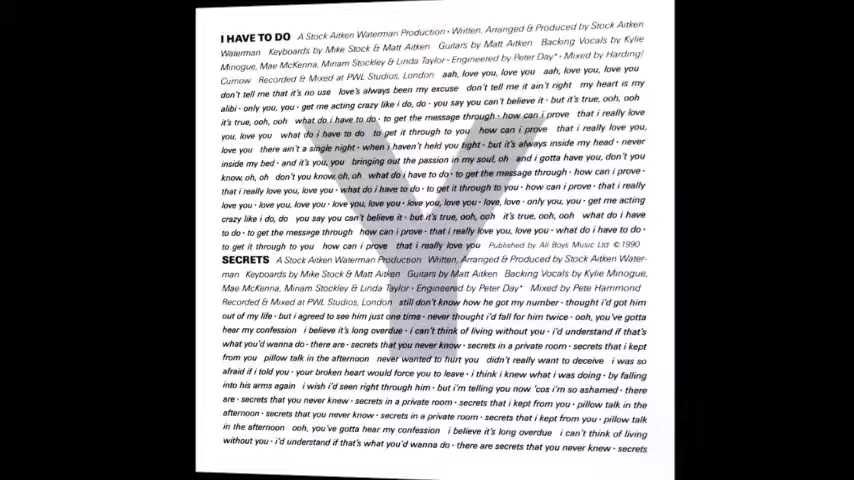 I HAVE TO DO A Stock Aitken Waterman Production · Written, Arranged & Produced by Stock Aitken
Waterman Keyboards by Mike Stock & Matt Aitken Guitars by Matt Aitken Backing Vocals by Kylie
Minogue, Mae McKenna, Miriam Stockley & Linda Taylor · Engineered by Peter Day* · Mixed by Harding/
Curnow Recorded & Mixed at PWL Studios, London aah, love you, love you aah, love you, love you
don't tell me that it's no use love's always been my excuse don't tell me it ain't right my heart is my
alibi · only you, you · get me acting crazy like i do, do · you say you can't believe it · but it's true, ooh, ooh
it's true, ooh, ooh what do i have to do · to get the message through · how can i prove that i really love
you, love you what do i have to do to get it through to you how can i prove that i really love you,
love you there ain't a single night · when i haven't held you tight · but it's always inside my head · never
inside my bed · and it's you, you bringing out the passion in my soul, oh and i gotta have you, don't you
know, oh, oh don't you know, oh, oh what do i have to do · to get the message through · how can i prove ·
that i really love you, love you · what do i have to do · to get it through to you · how can i prove · that i really
love you · love you, love you, love you, love you · love you, love you, love you · love, love · only you, you · get me acting
crazy like i do, do you say you can't believe it · but it's true, ooh, ooh it's true, ooh, ooh what do i have
to do · to get the message through how can i prove · that i really love you, love you · what do i have to do ·
to get it through to you how can i prove that i really love you Published by All Boys Music Ltd ©1990
SECRETS A Stock Aitken Waterman Production Written, Arranged & Produced by Stock Aitken Water-
man Keyboards by Mike Stock & Matt Aitken Guitars by Matt Aitken Backing Vocals by Kylie Minogue,
Mae McKenna, Miriam Stockley & Linda Taylor · Engineered by Peter Day* Mixed by Pete Hammond
Recorded & Mixed at PWL Studios, London still don't know how he got my number · thought i'd got him
out of my life · but i agreed to see him just one time · never thought i'd fall for him twice · ooh, you've gotta
hear my confession i believe it's long overdue · i can't think of living without you · i'd understand if that's
what you'd wanna do · there are · secrets that you never knew · secrets in a private room · secrets that i kept
from you pillow talk in the afternoon never wanted to hurt you didn't really want to deceive i was so
afraid if i told you · your broken heart would force you to leave · i think i knew what i was doing · by falling
into his arms again i wish i'd seen right through him · but i'm telling you now 'cos i'm so ashamed · there
are · secrets that you never knew · secrets in a private room · secrets that i kept from you · pillow talk in the
afternoon · secrets that you never know · secrets in a private room · secrets that i kept from you · pillow talk
in the afternoon ooh, you've gotta hear my confession i believe it's long overdue i can't think of living
without you · i'd understand if that's what you'd wanna do · there are secrets that you never knew · secrets